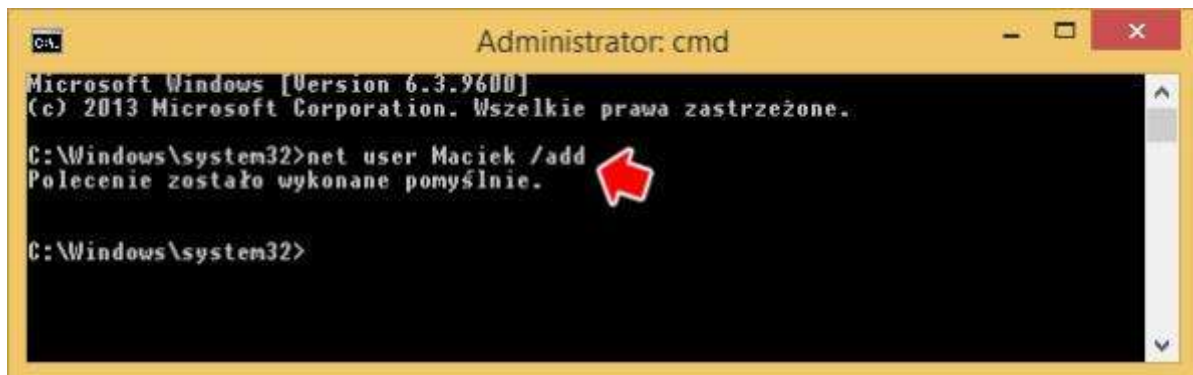 Administrator: cmd
Microsoft Windows [Version 6.3.9600]
(c) 2013 Microsoft Corporation. Wszelkie prawa zastrzeżone.
C:\Windows\system32>net user Maciek /add
Polecenie zostało wykonane pomyślnie.
C:\Windows\system32>